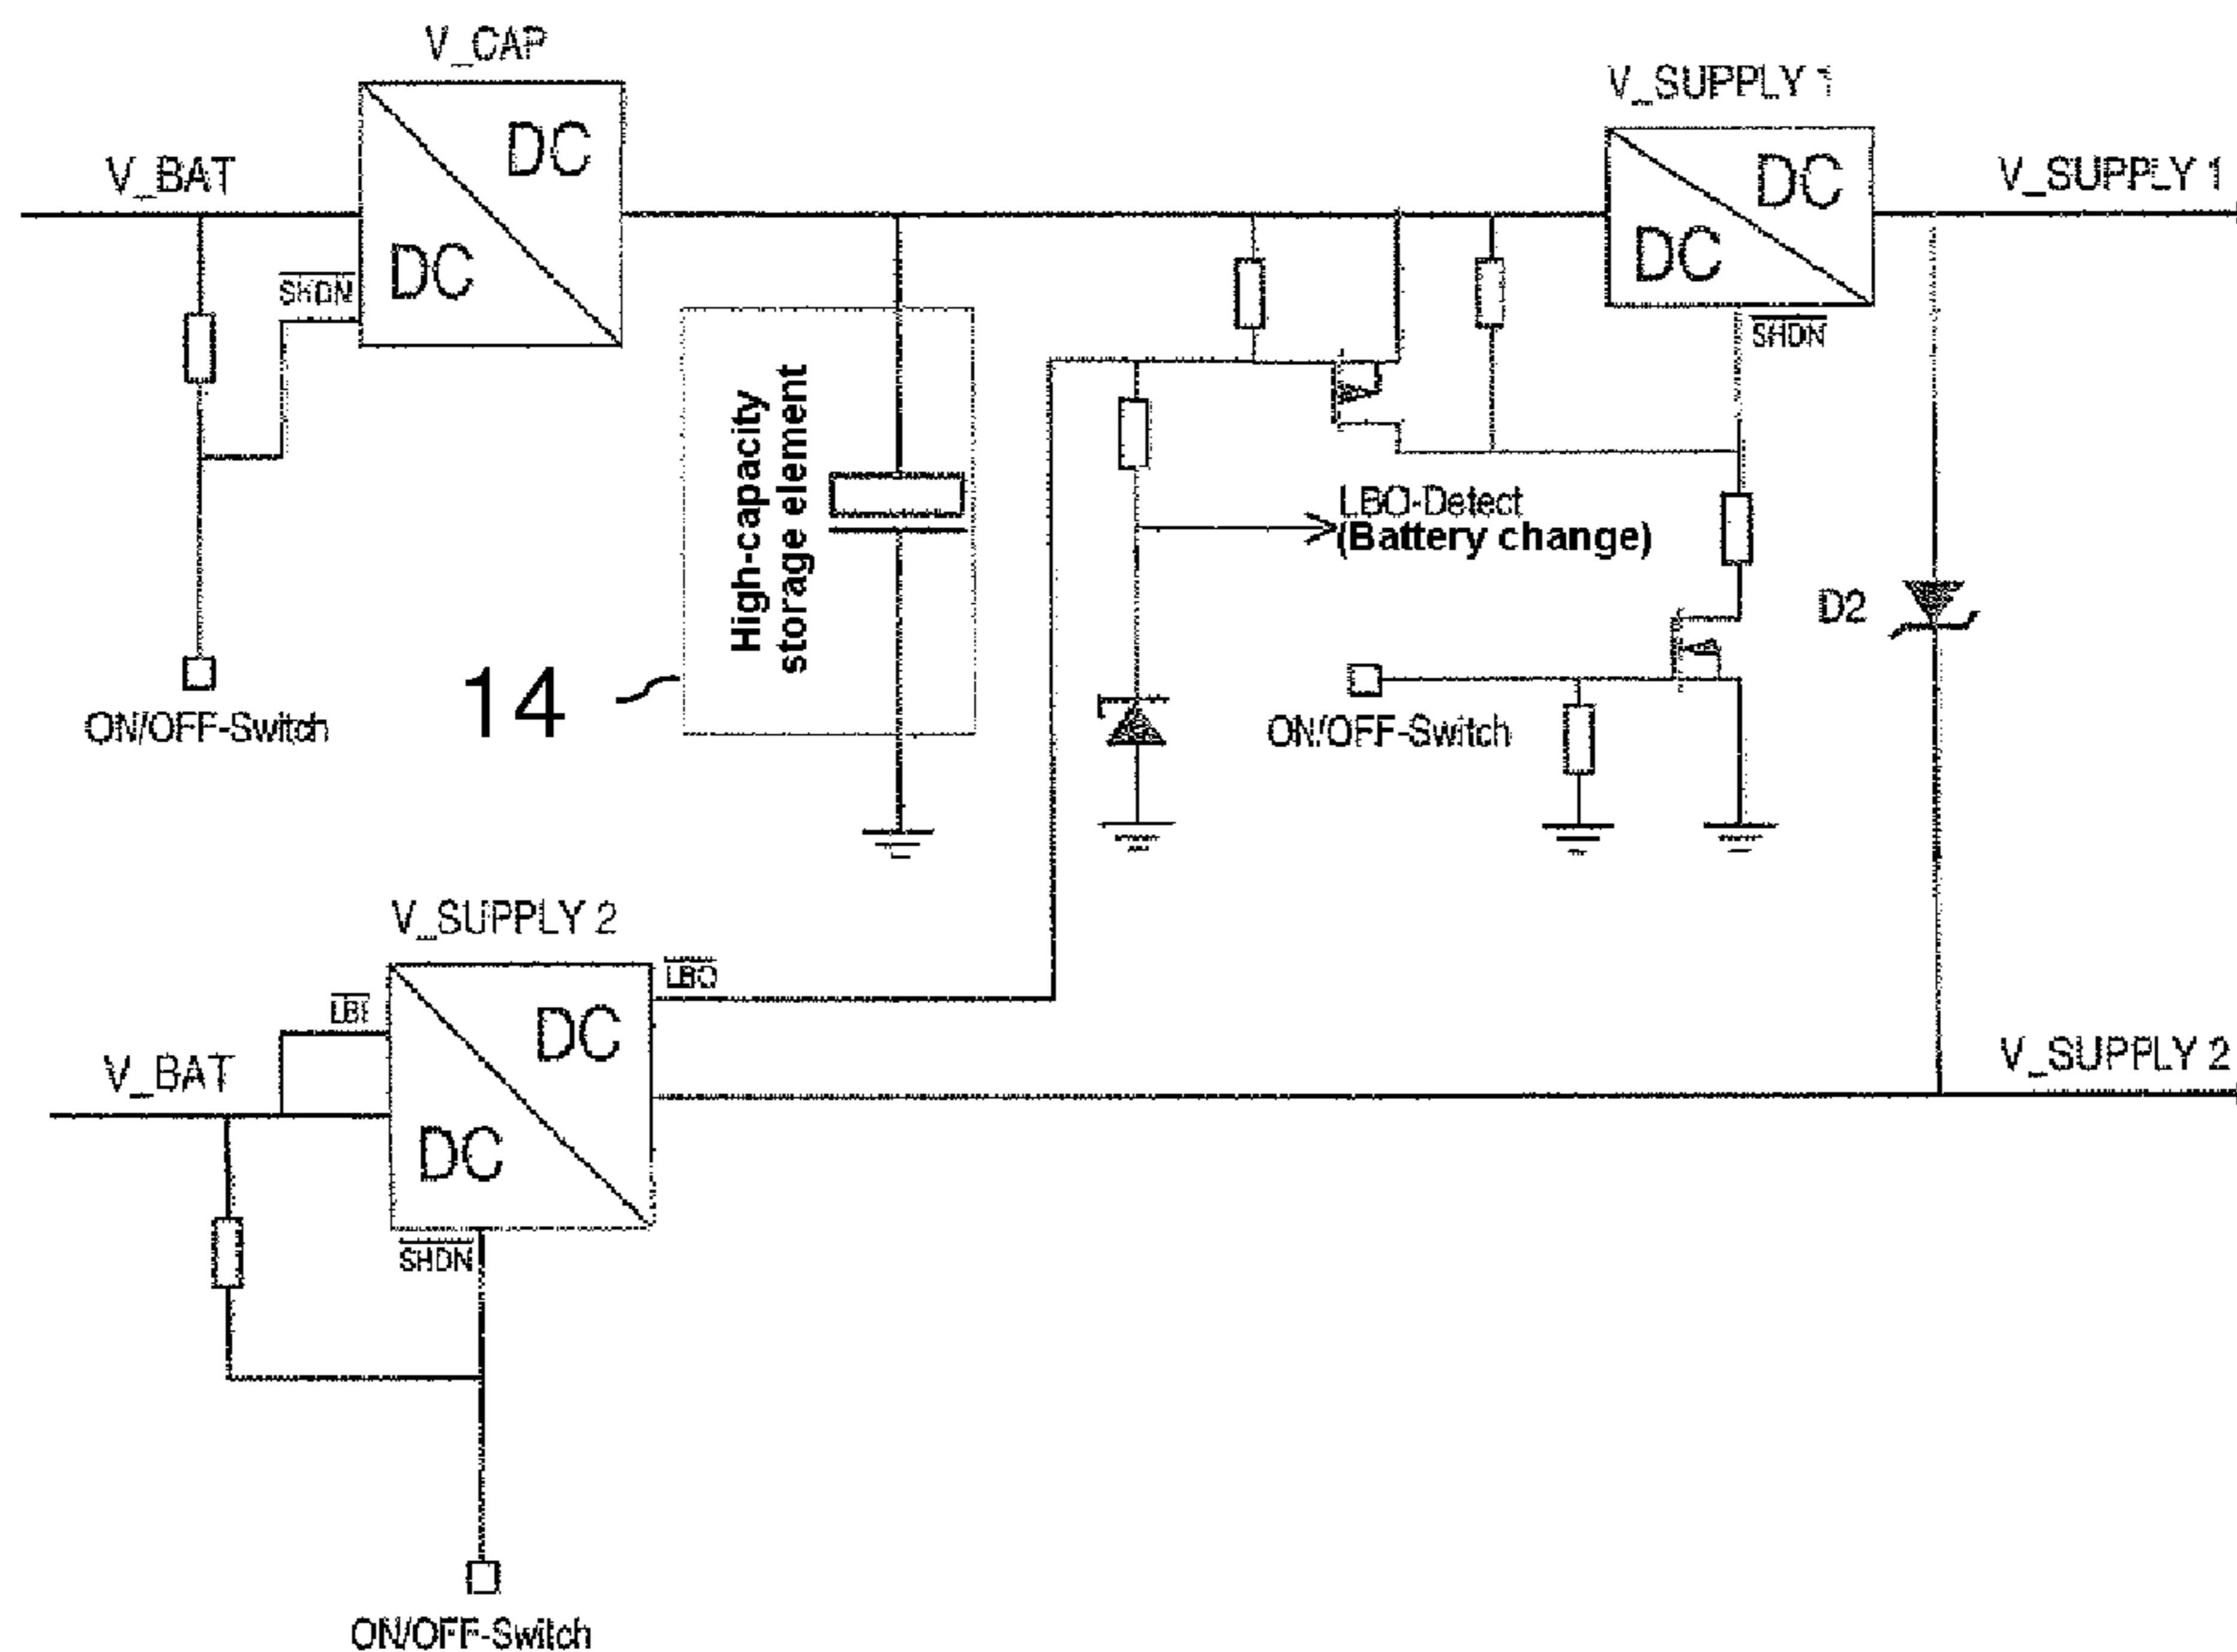 V_CAP
DC
DC
V_BAT
SHDN
ON/OFF-Switch
High-capacity
storage element
14
V_SUPPLY 1
DC
DC
SHDN
V_SUPPLY 1
LBO-Detect
(Battery change)
D2
ON/OFF-Switch
V_SUPPLY 2
DC
DC
LBO
LBI
V_BAT
SHDN
V_SUPPLY 2
ON/OFF-Switch